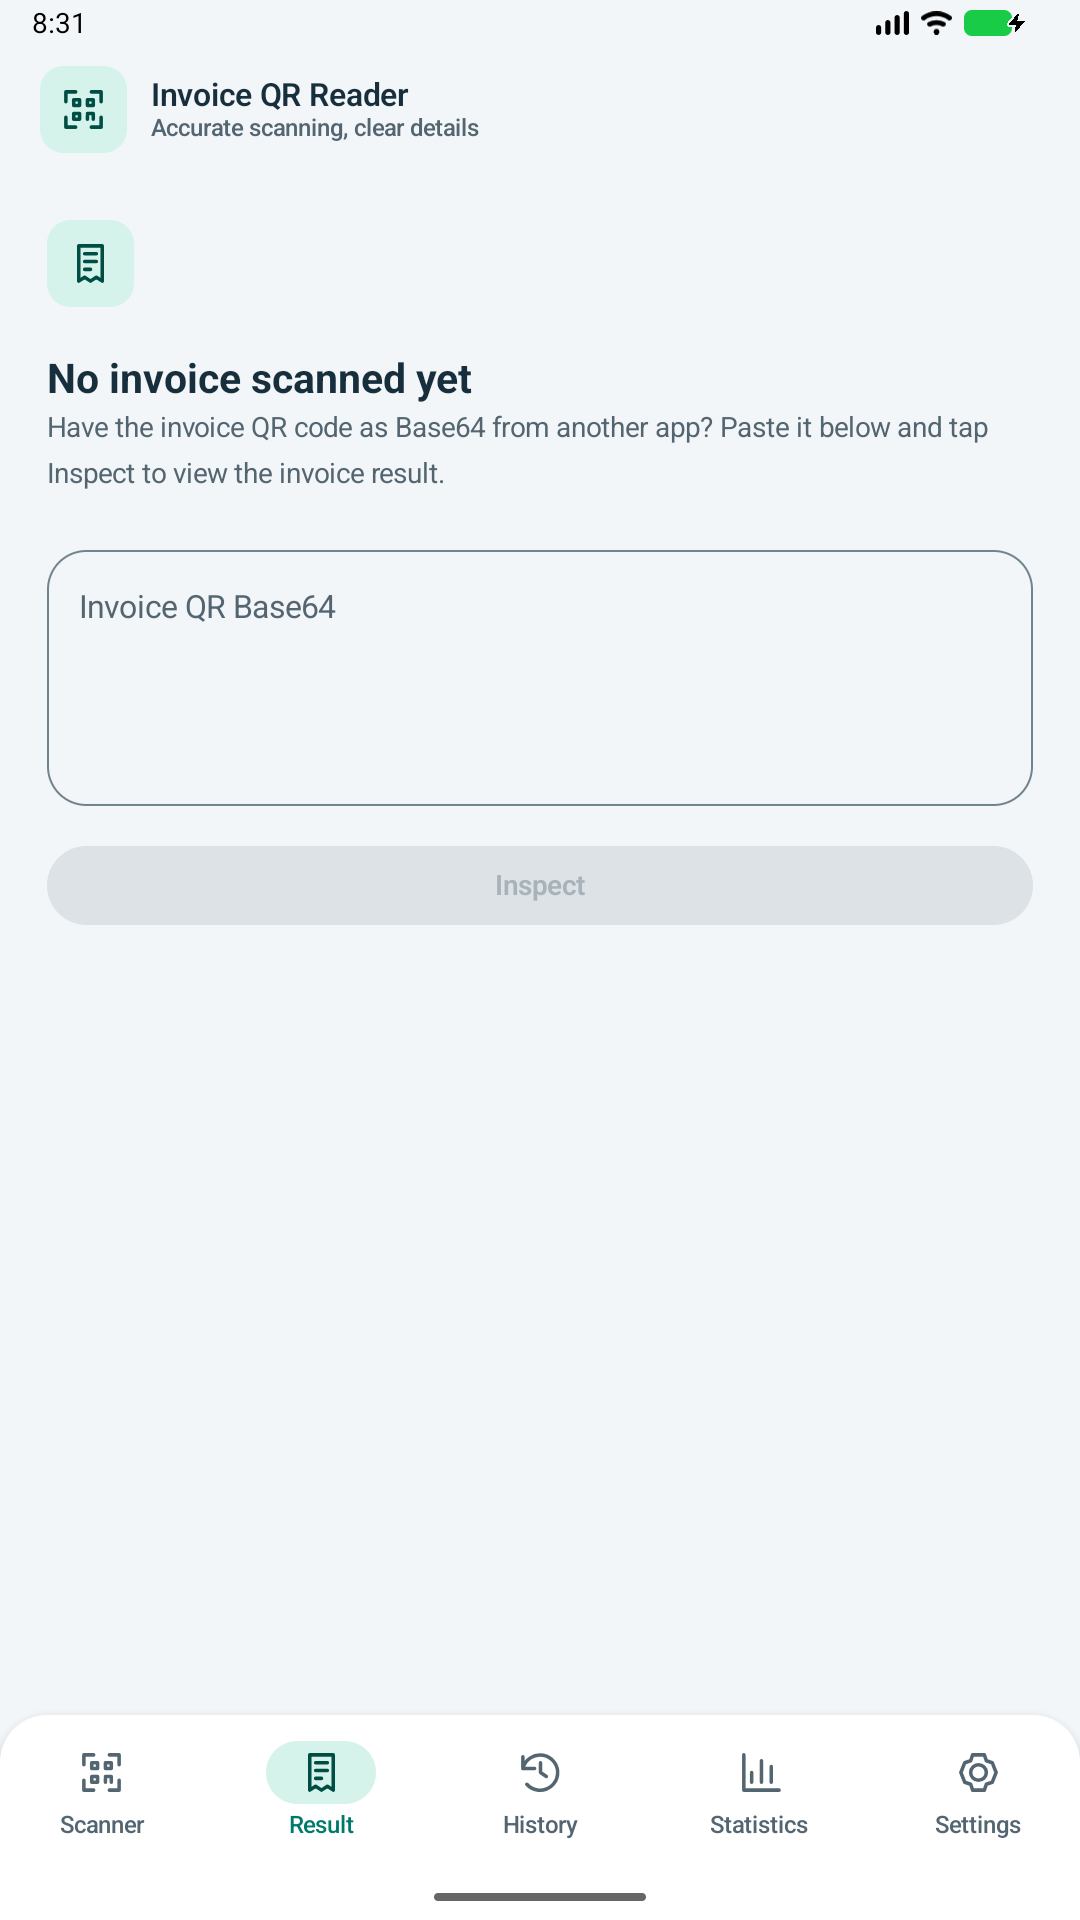 8:31
Invoice QR Reader
Accurate scanning, clear details
No invoice scanned yet
Have the invoice QR code as Base64 from another app? Paste it below and tap
Inspect to view the invoice result.
Invoice QR Base64
Inspect
Scanner
Result
History
Statistics
Settings